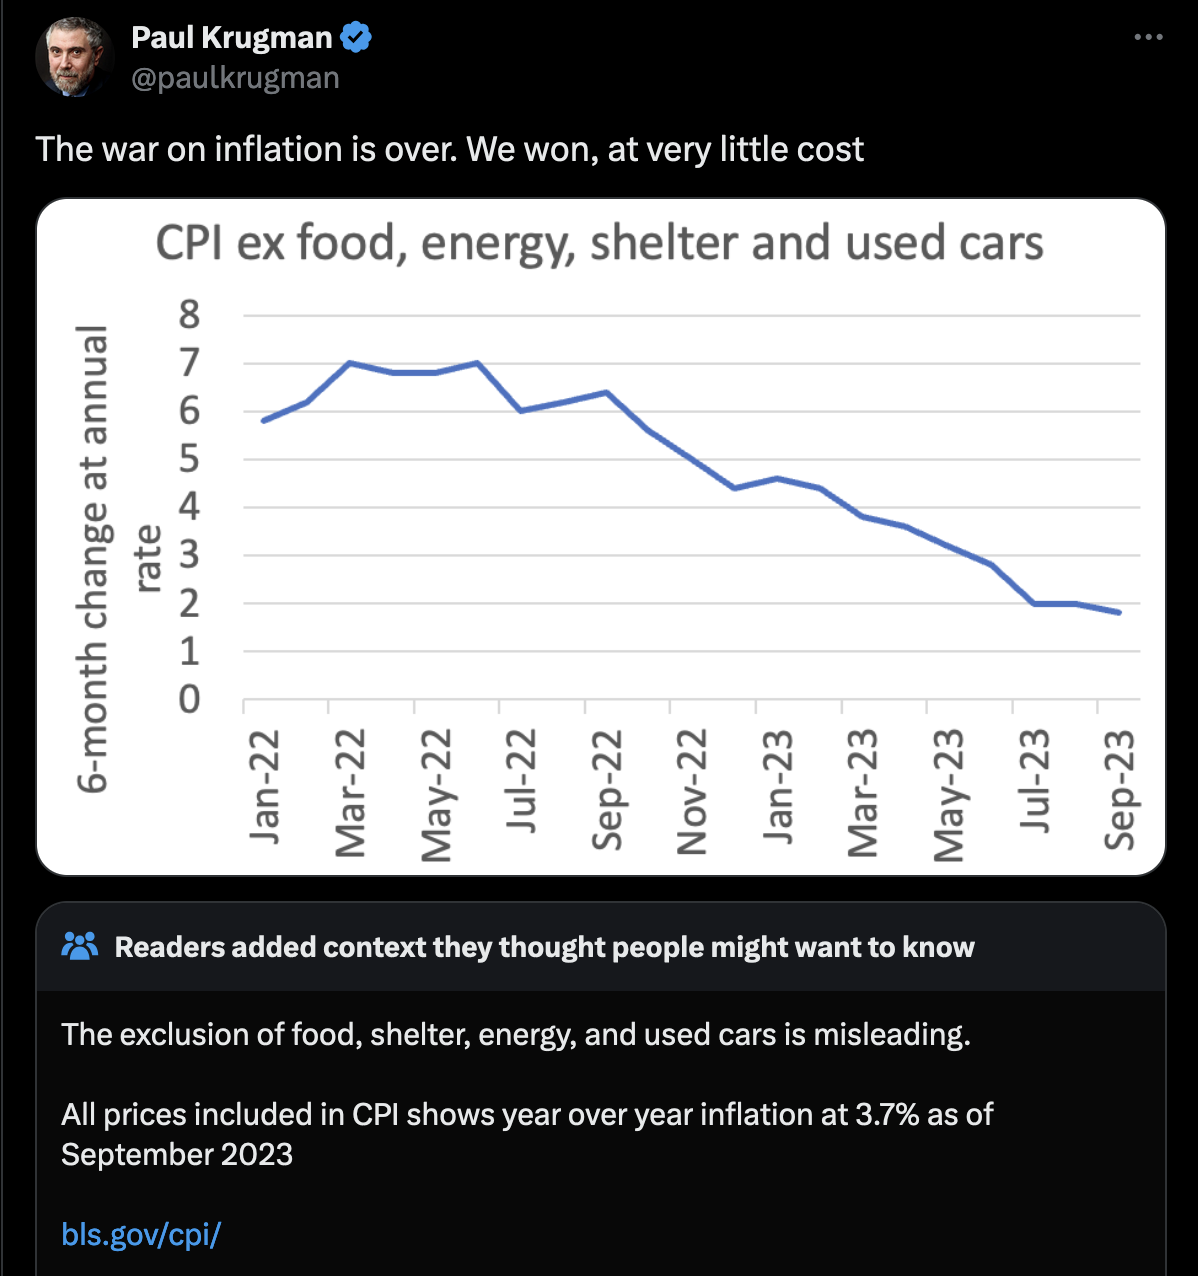 Paul Krugman
@paulkrugman
The war on inflation is over. We won, at very little cost
CPI ex food, energy, shelter and used cars
6-month change at annual
rate
8
7
6
5
4
3
2
1
0
Jan-22
Mar-22
May-22
Jul-22
Sep-22
Nov-22
Jan-23
Mar-23
May-23
Jul-23
Sep-23
Readers added context they thought people might want to know
The exclusion of food, shelter, energy, and used cars is misleading.
All prices included in CPI shows year over year inflation at 3.7% as of
September 2023
bls.gov/cpi/